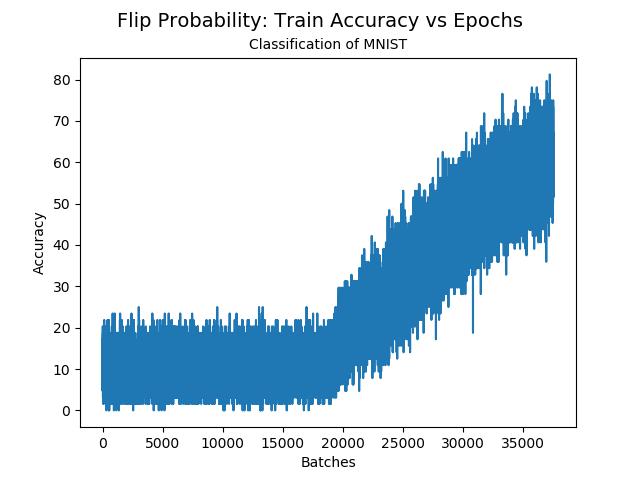 Flip Probability: Train Accuracy vs Epochs
Classification of MNIST
80
70
60
50
40
30
20
10
0
Accuracy
0 5000 10000 15000 20000 25000 30000 35000
Batches